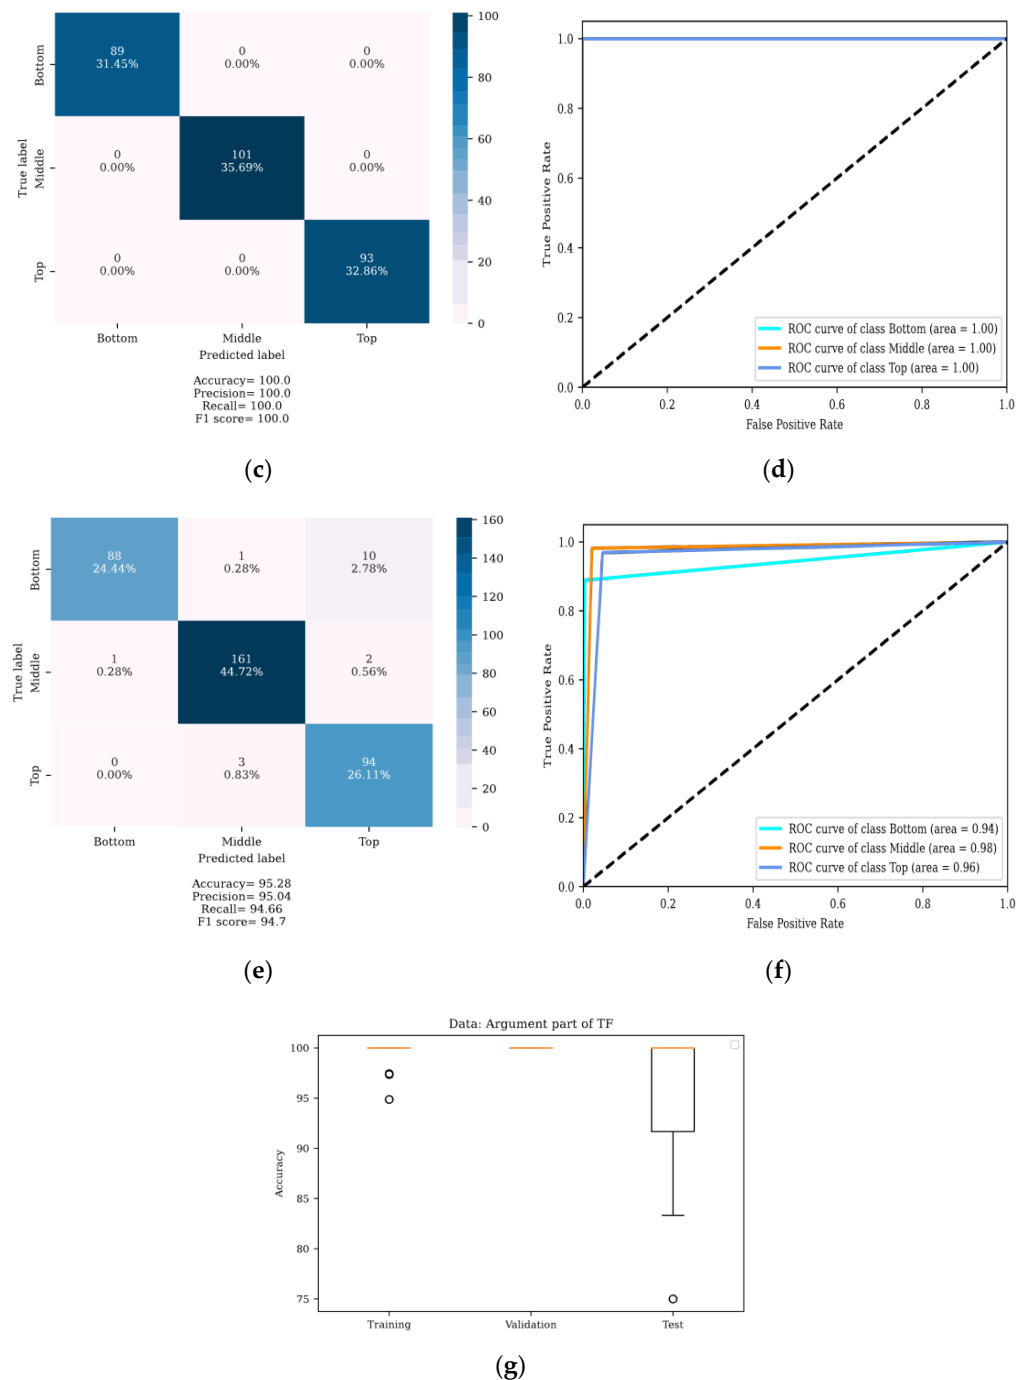 Bottom
89
31.45%
0
0.00%
0
0.00%
True label
Middle
0
0.00%
101
35.69%
0
0.00%
Top
0
0.00%
0
0.00%
93
32.86%
Bottom
Middle
Top
Predicted label
Accuracy= 100.0
Precision= 100.0
Recall= 100.0
F1 score= 100.0
100
80
60
40
20
0
(c)
True Positive Rate
1.0
0.8
0.6
0.4
0.2
0.0
ROC curve of class Bottom (area = 1.00)
ROC curve of class Middle (area = 1.00)
ROC curve of class Top (area = 1.00)
0.0
0.2
0.4
0.6
0.8
1.0
False Positive Rate
(d)
Bottom
88
24.44%
1
0.28%
10
2.78%
True label
Middle
1
0.28%
161
44.72%
2
0.56%
Top
0
0.00%
3
0.83%
94
26.11%
Bottom
Middle
Top
Predicted label
Accuracy= 95.28
Precision= 95.04
Recall= 94.66
F1 score= 94.7
160
140
120
100
80
60
40
20
0
(e)
True Positive Rate
1.0
0.8
0.6
0.4
0.2
0.0
ROC curve of class Bottom (area = 0.94)
ROC curve of class Middle (area = 0.98)
ROC curve of class Top (area = 0.96)
0.0
0.2
0.4
0.6
0.8
1.0
False Positive Rate
(f)
Data: Argument part of TF
Accuracy
100
95
90
85
80
75
Training
Validation
Test
(g)